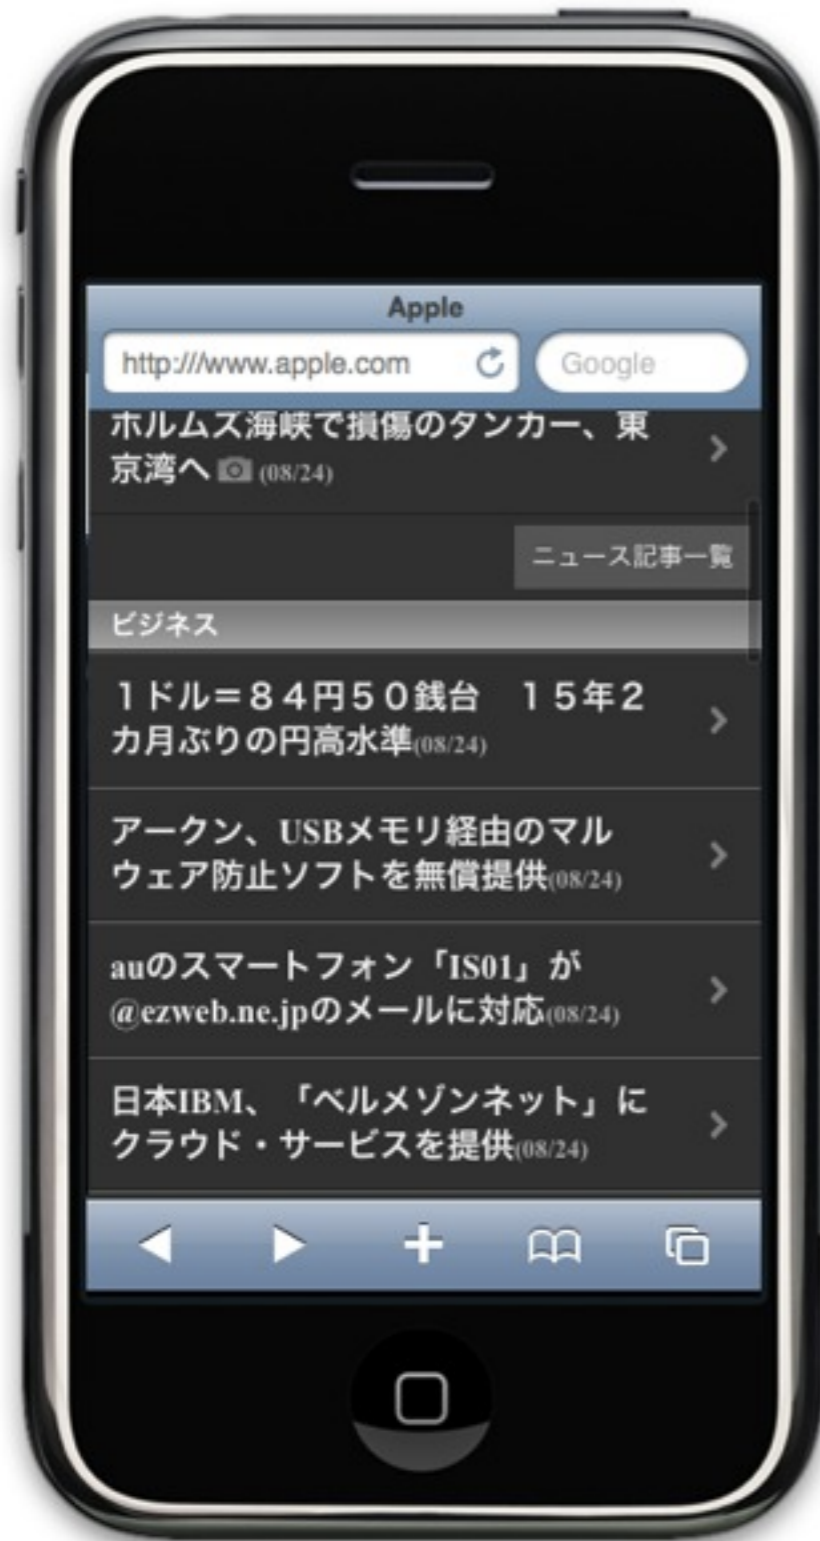 Apple
http:///www.apple.com Google
ホルムズ海峡で損傷のタンカー、東
京湾へ (08/24)
ニュース記事一覧
ビジネス
１ドル＝８４円５０銭台　１５年２
カ月ぶりの円高水準(08/24)
アークン、USBメモリ経由のマル
ウェア防止ソフトを無償提供(08/24)
auのスマートフォン「IS01」が
@ezweb.ne.jpのメールに対応(08/24)
日本IBM、「ベルメゾンネット」に
クラウド・サービスを提供(08/24)